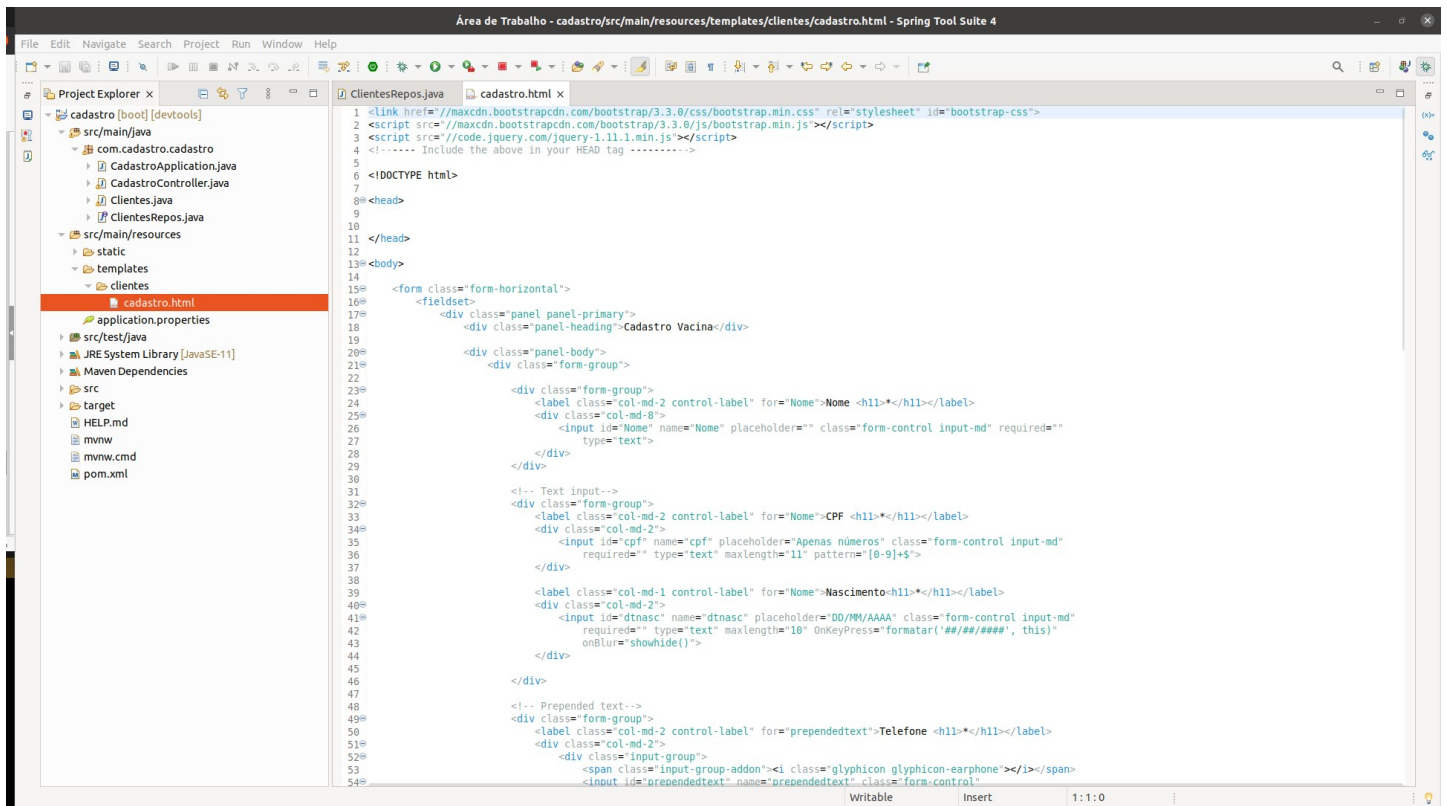 Área de Trabalho - cadastro/src/main/resources/templates/clientes/cadastro.html - Spring Tool Suite 4
File Edit Navigate Search Project Run Window Help
Project Explorer
cadastro [boot] [devtools]
src/main/java
com.cadastro.cadastro
CadastroApplication.java
CadastroController.java
Clientes.java
ClientesRepos.java
src/main/resources
static
templates
clientes
cadastro.html
application.properties
src/test/java
JRE System Library [JavaSE-11]
Maven Dependencies
src
target
HELP.md
mvnw
mvnw.cmd
pom.xml
ClientesRepos.java cadastro.html
1 <link href="//maxcdn.bootstrapcdn.com/bootstrap/3.3.0/css/bootstrap.min.css" rel="stylesheet" id="bootstrap-css">
2 <script src="//maxcdn.bootstrapcdn.com/bootstrap/3.3.0/js/bootstrap.min.js"></script>
3 <script src="//code.jquery.com/jquery-1.11.1.min.js"></script>
4 <!------ Include the above in your HEAD tag ---------->
5
6 <!DOCTYPE html>
7
8 <head>
9
10
11 </head>
12
13 <body>
14
15 <form class="form-horizontal">
16 <fieldset>
17 <div class="panel panel-primary">
18 <div class="panel-heading">Cadastro Vacina</div>
19
20 <div class="panel-body">
21 <div class="form-group">
22
23 <div class="form-group">
24 <label class="col-md-2 control-label" for="Nome">Nome <h11>*</h11></label>
25 <div class="col-md-8">
26 <input id="Nome" name="Nome" placeholder="" class="form-control input-md" required=""
27 type="text">
28 </div>
29 </div>
30
31 <!-- Text input-->
32 <div class="form-group">
33 <label class="col-md-2 control-label" for="Nome">CPF <h11>*</h11></label>
34 <div class="col-md-2">
35 <input id="cpf" name="cpf" placeholder="Apenas números" class="form-control input-md"
36 required="" type="text" maxlength="11" pattern="[0-9]+$">
37 </div>
38
39 <label class="col-md-1 control-label" for="Nome">Nascimento<h11>*</h11></label>
40 <div class="col-md-2">
41 <input id="dtnasc" name="dtnasc" placeholder="DD/MM/AAAA" class="form-control input-md"
42 required="" type="text" maxlength="10" OnKeyPress="formatar('##/##/####', this)"
43 onBlur="showhide()">
44 </div>
45
46 </div>
47
48 <!-- Prepended text-->
49 <div class="form-group">
50 <label class="col-md-2 control-label" for="prependedtext">Telefone <h11>*</h11></label>
51 <div class="col-md-2">
52 <div class="input-group">
53 <span class="input-group-addon"><i class="glyphicon glyphicon-earphone"></i></span>
54 <input id="prependedtext" name="prependedtext" class="form-control"
Writable Insert 1:1:0